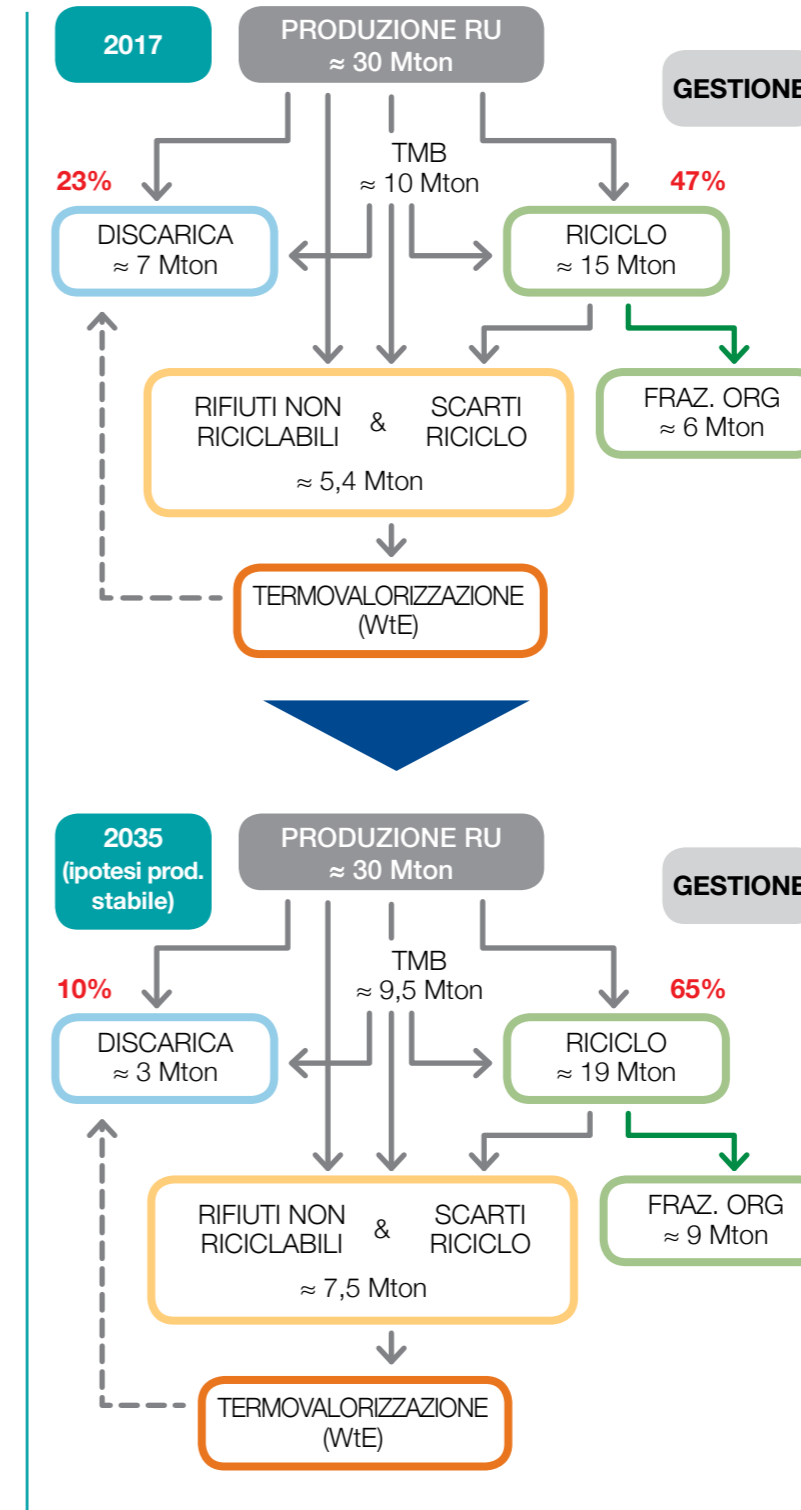 2017
PRODUZIONE RU
≈ 30 Mton
GESTIONE
TMB
≈ 10 Mton
23%
47%
DISCARICA
≈ 7 Mton
RICICLO
≈ 15 Mton
RIFIUTI NON
RICICLABILI
&
SCARTI
RICICLO
≈ 5,4 Mton
FRAZ. ORG
≈ 6 Mton
TERMOVALORIZZAZIONE
(WtE)
2035
(ipotesi prod.
stabile)
PRODUZIONE RU
≈ 30 Mton
GESTIONE
TMB
≈ 9,5 Mton
10%
65%
DISCARICA
≈ 3 Mton
RICICLO
≈ 19 Mton
RIFIUTI NON
RICICLABILI
&
SCARTI
RICICLO
≈ 7,5 Mton
FRAZ. ORG
≈ 9 Mton
TERMOVALORIZZAZIONE
(WtE)